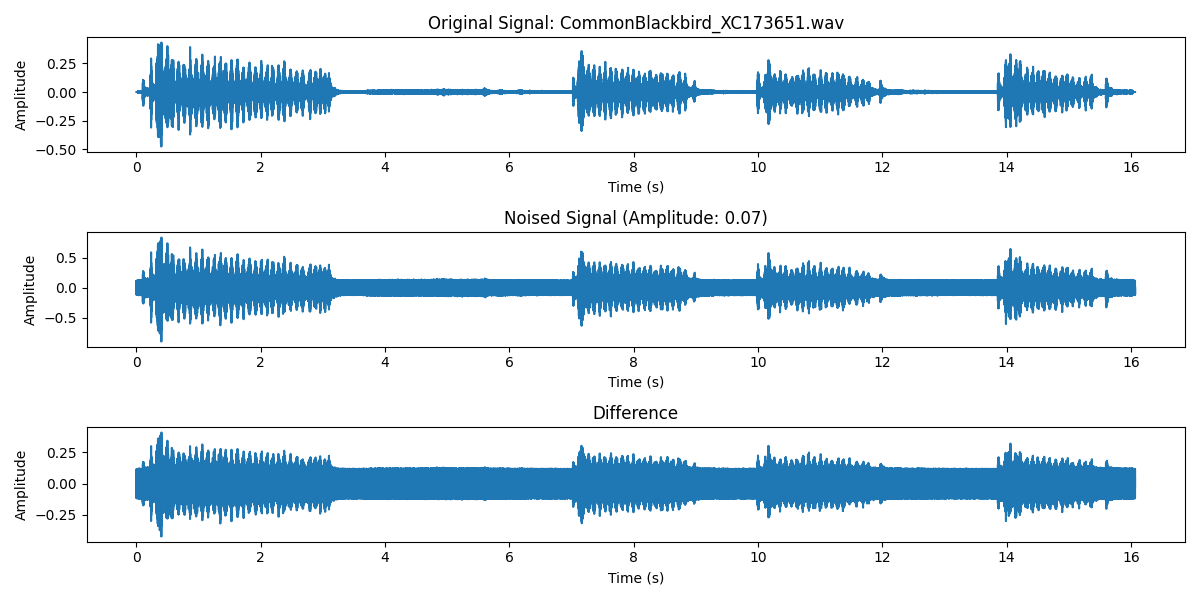 Original Signal: CommonBlackbird_XC173651.wav
Amplitude
0.25
0.00
−0.25
−0.50
0 2 4 6 8 10 12 14 16
Time (s)
Noised Signal (Amplitude: 0.07)
Amplitude
0.5
0.0
−0.5
0 2 4 6 8 10 12 14 16
Time (s)
Difference
Amplitude
0.25
0.00
−0.25
0 2 4 6 8 10 12 14 16
Time (s)